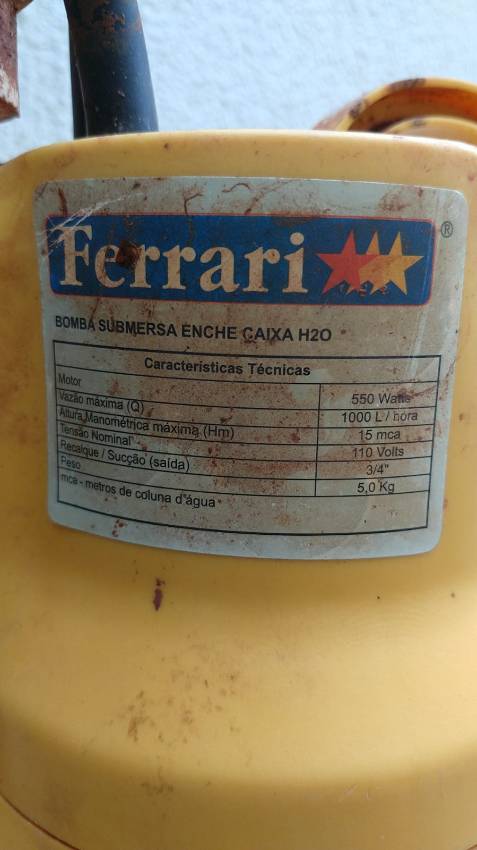 Ferrari ®
BOMBA SUBMERSA ENCHE CAIXA H2O
Características Técnicas
Motor 550 Watts
Vazão máxima (Q) 1000 L / hora
Altura Manométrica máxima (Hm) 15 mca
Tensão Nominal 110 Volts
Recalque / Sucção (saída) 3/4"
Peso 5,0 Kg
mca - metros de coluna d'água